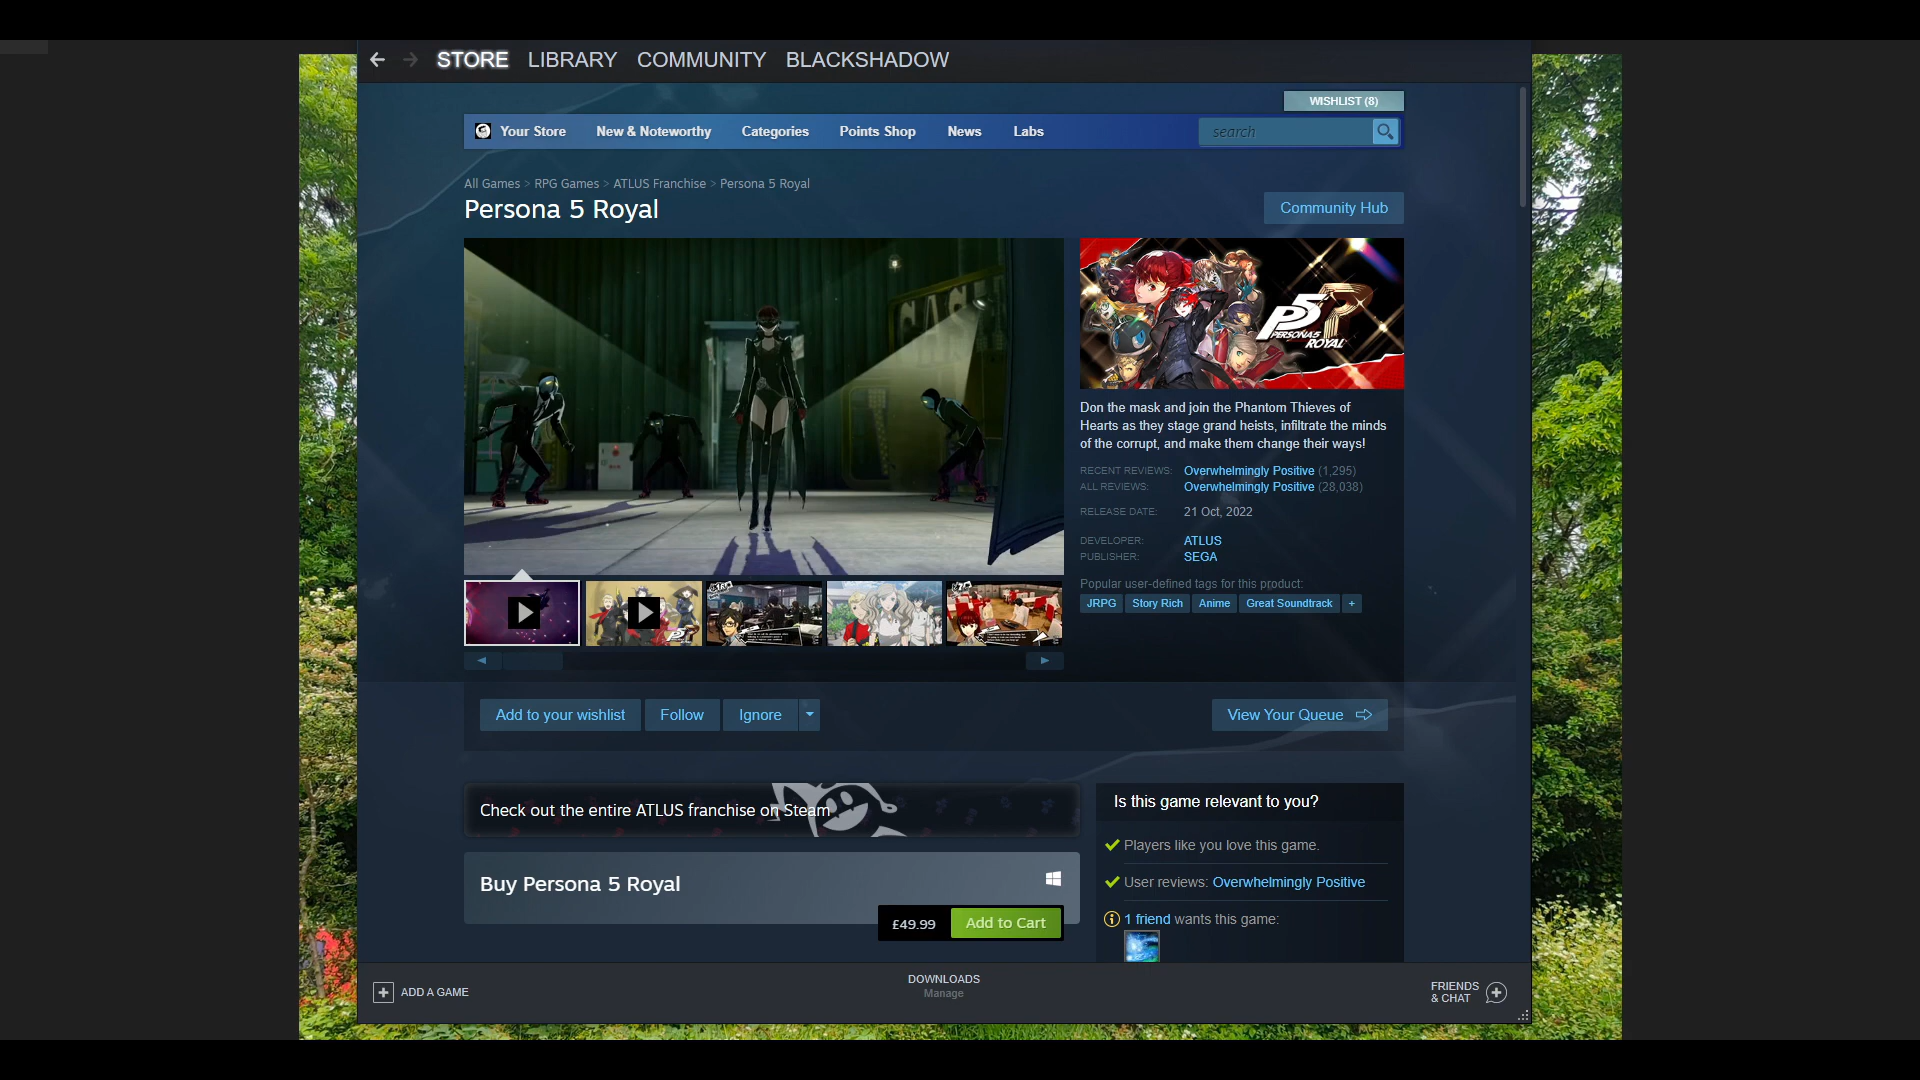 STORE LIBRARY COMMUNITY BLACKSHADOW
WISHLIST (8)
Your Store New & Noteworthy Categories Points Shop News Labs search
All Games > RPG Games > ATLUS Franchise > Persona 5 Royal
Persona 5 Royal
Community Hub
P5R
PERSONA5
ROYAL
Don the mask and join the Phantom Thieves of
Hearts as they stage grand heists, infiltrate the minds
of the corrupt, and make them change their ways!
RECENT REVIEWS: Overwhelmingly Positive (1,295)
ALL REVIEWS: Overwhelmingly Positive (28,038)
RELEASE DATE: 21 Oct, 2022
DEVELOPER: ATLUS
PUBLISHER: SEGA
Popular user-defined tags for this product:
JRPG Story Rich Anime Great Soundtrack +
Add to your wishlist Follow Ignore View Your Queue
Check out the entire ATLUS franchise on Steam
Buy Persona 5 Royal
£49.99 Add to Cart
Is this game relevant to you?
Players like you love this game.
User reviews: Overwhelmingly Positive
1 friend wants this game:
ADD A GAME
DOWNLOADS
Manage
FRIENDS
& CHAT